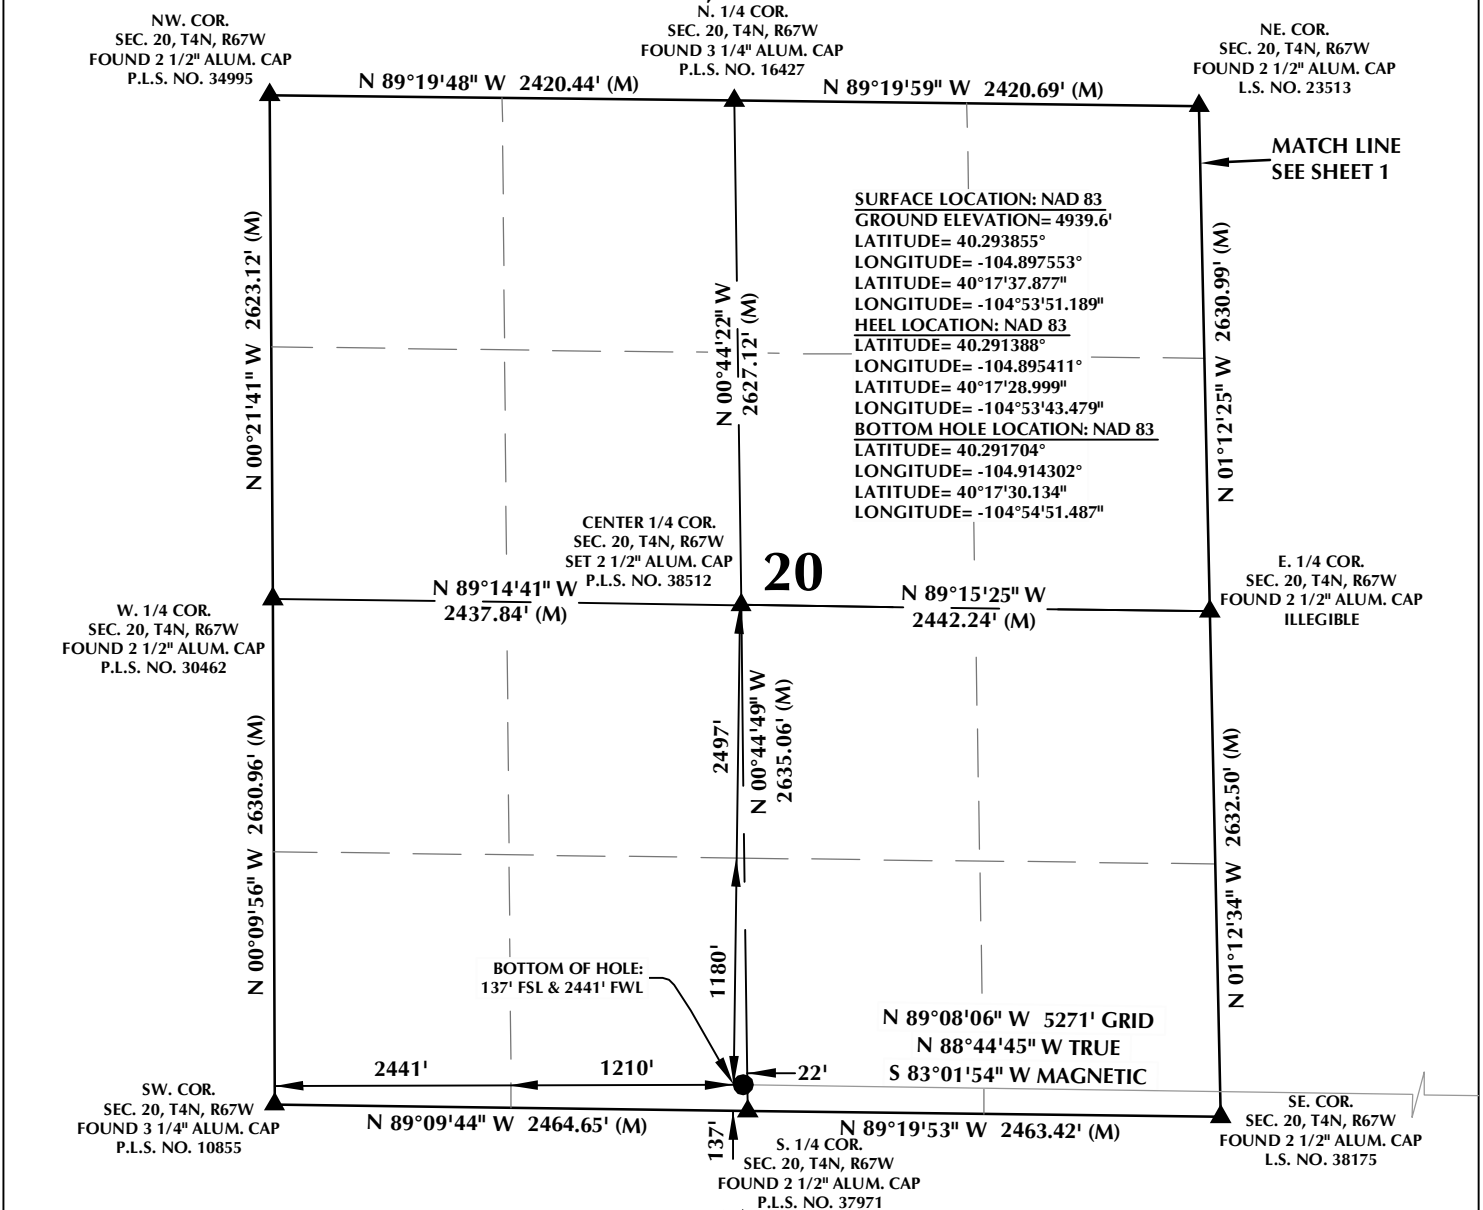 NW. COR.
SEC. 20, T4N, R67W
FOUND 2 1/2" ALUM. CAP
P.L.S. NO. 34995
N. 1/4 COR.
SEC. 20, T4N, R67W
FOUND 3 1/4" ALUM. CAP
P.L.S. NO. 16427
NE. COR.
SEC. 20, T4N, R67W
FOUND 2 1/2" ALUM. CAP
L.S. NO. 23513
N 89°19'48" W 2420.44' (M)
N 89°19'59" W 2420.69' (M)
MATCH LINE
SEE SHEET 1
SURFACE LOCATION: NAD 83
GROUND ELEVATION= 4939.6'
LATITUDE= 40.293855°
LONGITUDE= -104.897553°
LATITUDE= 40°17'37.877"
LONGITUDE= -104°53'51.189"
HEEL LOCATION: NAD 83
LATITUDE= 40.291388°
LONGITUDE= -104.895411°
LATITUDE= 40°17'28.999"
LONGITUDE= -104°53'43.479"
BOTTOM HOLE LOCATION: NAD 83
LATITUDE= 40.291704°
LONGITUDE= -104.914302°
LATITUDE= 40°17'30.134"
LONGITUDE= -104°54'51.487"
N 00°21'41" W 2623.12' (M)
N 00°44'22" W
2627.12' (M)
N 01°12'25" W 2630.99' (M)
CENTER 1/4 COR.
SEC. 20, T4N, R67W
SET 2 1/2" ALUM. CAP
P.L.S. NO. 38512
20
W. 1/4 COR.
SEC. 20, T4N, R67W
FOUND 2 1/2" ALUM. CAP
P.L.S. NO. 30462
N 89°14'41" W
2437.84' (M)
N 89°15'25" W
2442.24' (M)
E. 1/4 COR.
SEC. 20, T4N, R67W
FOUND 2 1/2" ALUM. CAP
ILLEGIBLE
N 00°09'56" W 2630.96' (M)
2497'
N 00°44'49" W
2635.06' (M)
N 01°12'34" W 2632.50' (M)
BOTTOM OF HOLE:
137' FSL & 2441' FWL
1180'
N 89°08'06" W 5271' GRID
N 88°44'45" W TRUE
S 83°01'54" W MAGNETIC
2441'
1210'
22'
SW. COR.
SEC. 20, T4N, R67W
FOUND 3 1/4" ALUM. CAP
P.L.S. NO. 10855
N 89°09'44" W 2464.65' (M)
137'
N 89°19'53" W 2463.42' (M)
S. 1/4 COR.
SEC. 20, T4N, R67W
FOUND 2 1/2" ALUM. CAP
P.L.S. NO. 37971
SE. COR.
SEC. 20, T4N, R67W
FOUND 2 1/2" ALUM. CAP
L.S. NO. 38175